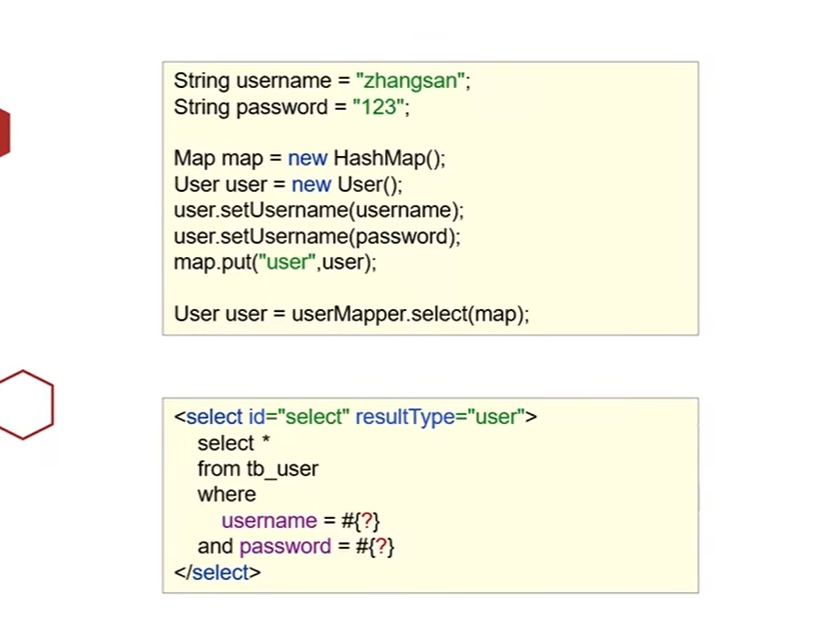 String username = "zhangsan";
String password = "123";
Map map = new HashMap();
User user = new User();
user.setUsername(username);
user.setUsername(password);
map.put("user",user);
User user = userMapper.select(map);
<select id="select" resultType="user">
select *
from tb_user
where
username = #{?}
and password = #{?}
</select>